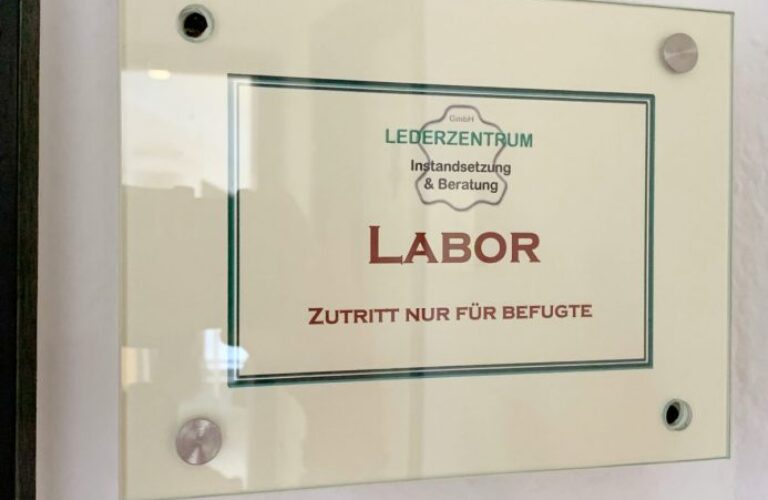 GmbH
LEDERZENTRUM
Instandsetzung
& Beratung
LABOR
ZUTRITT NUR FÜR BEFUGTE